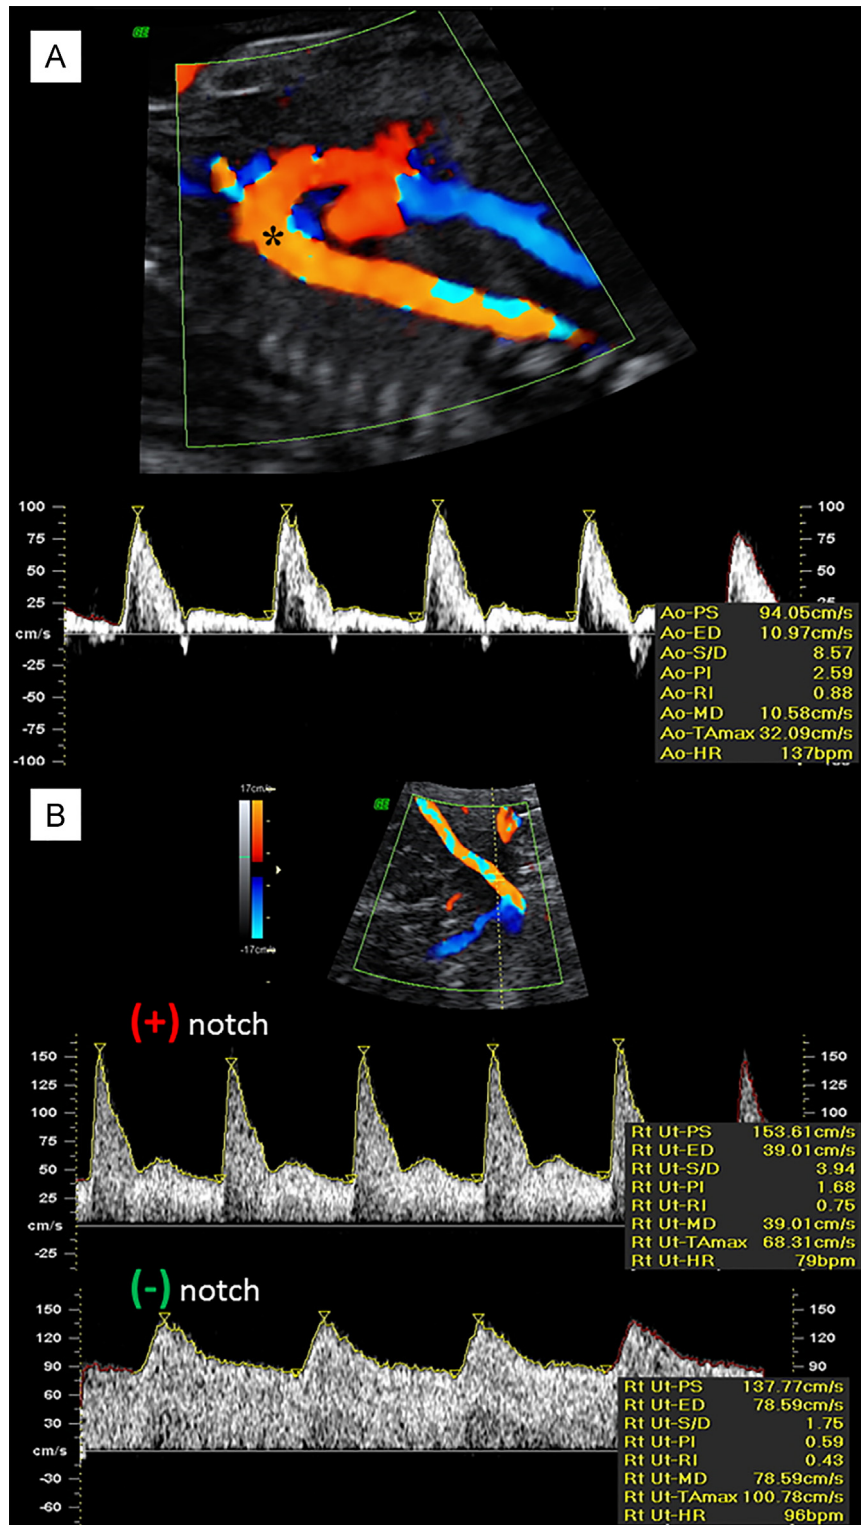 A
GE
*
100 100
75 75
50 50
25 25
cm/s
-25
-50
-75
-100
Ao-PS 94.05cm/s
Ao-ED 10.97cm/s
Ao-S/D 8.57
Ao-PI 2.59
Ao-RI 0.88
Ao-MD 10.58cm/s
Ao-TAmax 32.09cm/s
Ao-HR 137bpm
B
17cm/s
GE
-17cm/s
(+) notch
150 150
125 125
100 100
75
50
25
cm/s
-25
Rt Ut-PS 153.61cm/s
Rt Ut-ED 39.01cm/s
Rt Ut-S/D 3.94
Rt Ut-PI 1.68
Rt Ut-RI 0.75
Rt Ut-MD 39.01cm/s
Rt Ut-TAmax 68.31cm/s
Rt Ut-HR 79bpm
(-) notch
150 150
120 120
90 90
60
30
cm/s
-30
-60
Rt Ut-PS 137.77cm/s
Rt Ut-ED 78.59cm/s
Rt Ut-S/D 1.75
Rt Ut-PI 0.59
Rt Ut-RI 0.43
Rt Ut-MD 78.59cm/s
Rt Ut-TAmax 100.78cm/s
Rt Ut-HR 96bpm